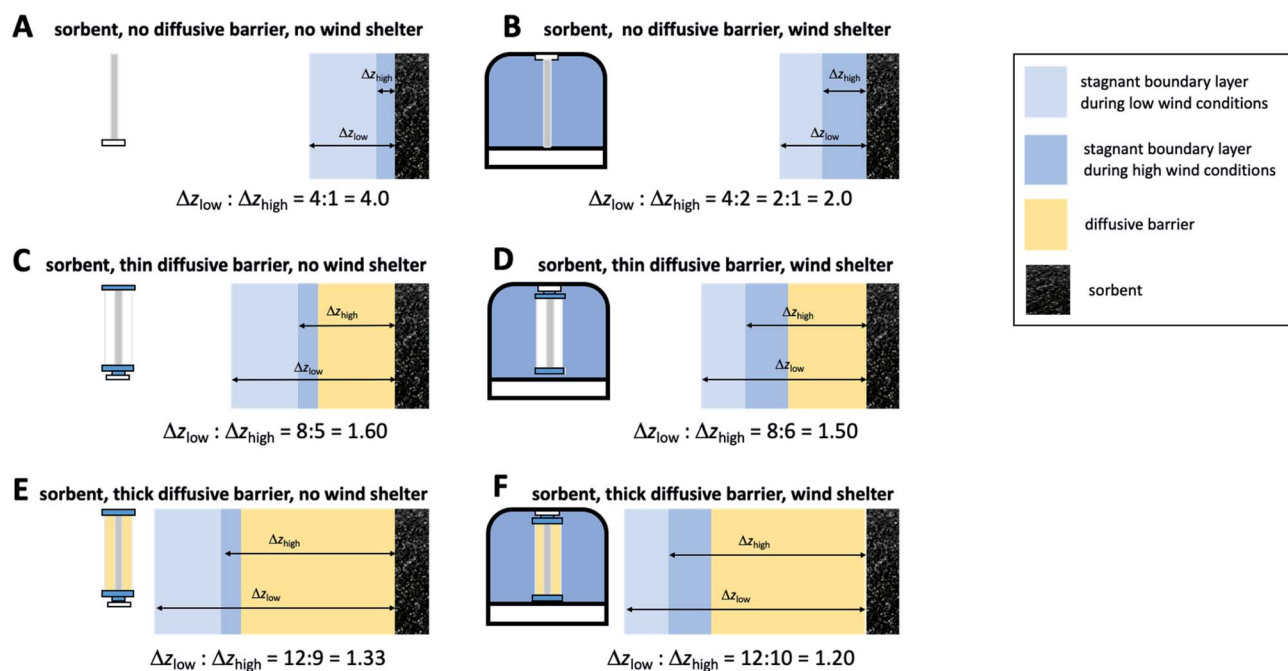 A sorbent, no diffusive barrier, no wind shelter
Δzhigh
Δzlow
Δzlow : Δzhigh = 4:1 = 4.0
B sorbent, no diffusive barrier, wind shelter
Δzhigh
Δzlow
Δzlow : Δzhigh = 4:2 = 2:1 = 2.0
C sorbent, thin diffusive barrier, no wind shelter
Δzhigh
Δzlow
Δzlow : Δzhigh = 8:5 = 1.60
D sorbent, thin diffusive barrier, wind shelter
Δzhigh
Δzlow
Δzlow : Δzhigh = 8:6 = 1.50
E sorbent, thick diffusive barrier, no wind shelter
Δzhigh
Δzlow
Δzlow : Δzhigh = 12:9 = 1.33
F sorbent, thick diffusive barrier, wind shelter
Δzhigh
Δzlow
Δzlow : Δzhigh = 12:10 = 1.20
stagnant boundary layer
during low wind conditions
stagnant boundary layer
during high wind conditions
diffusive barrier
sorbent